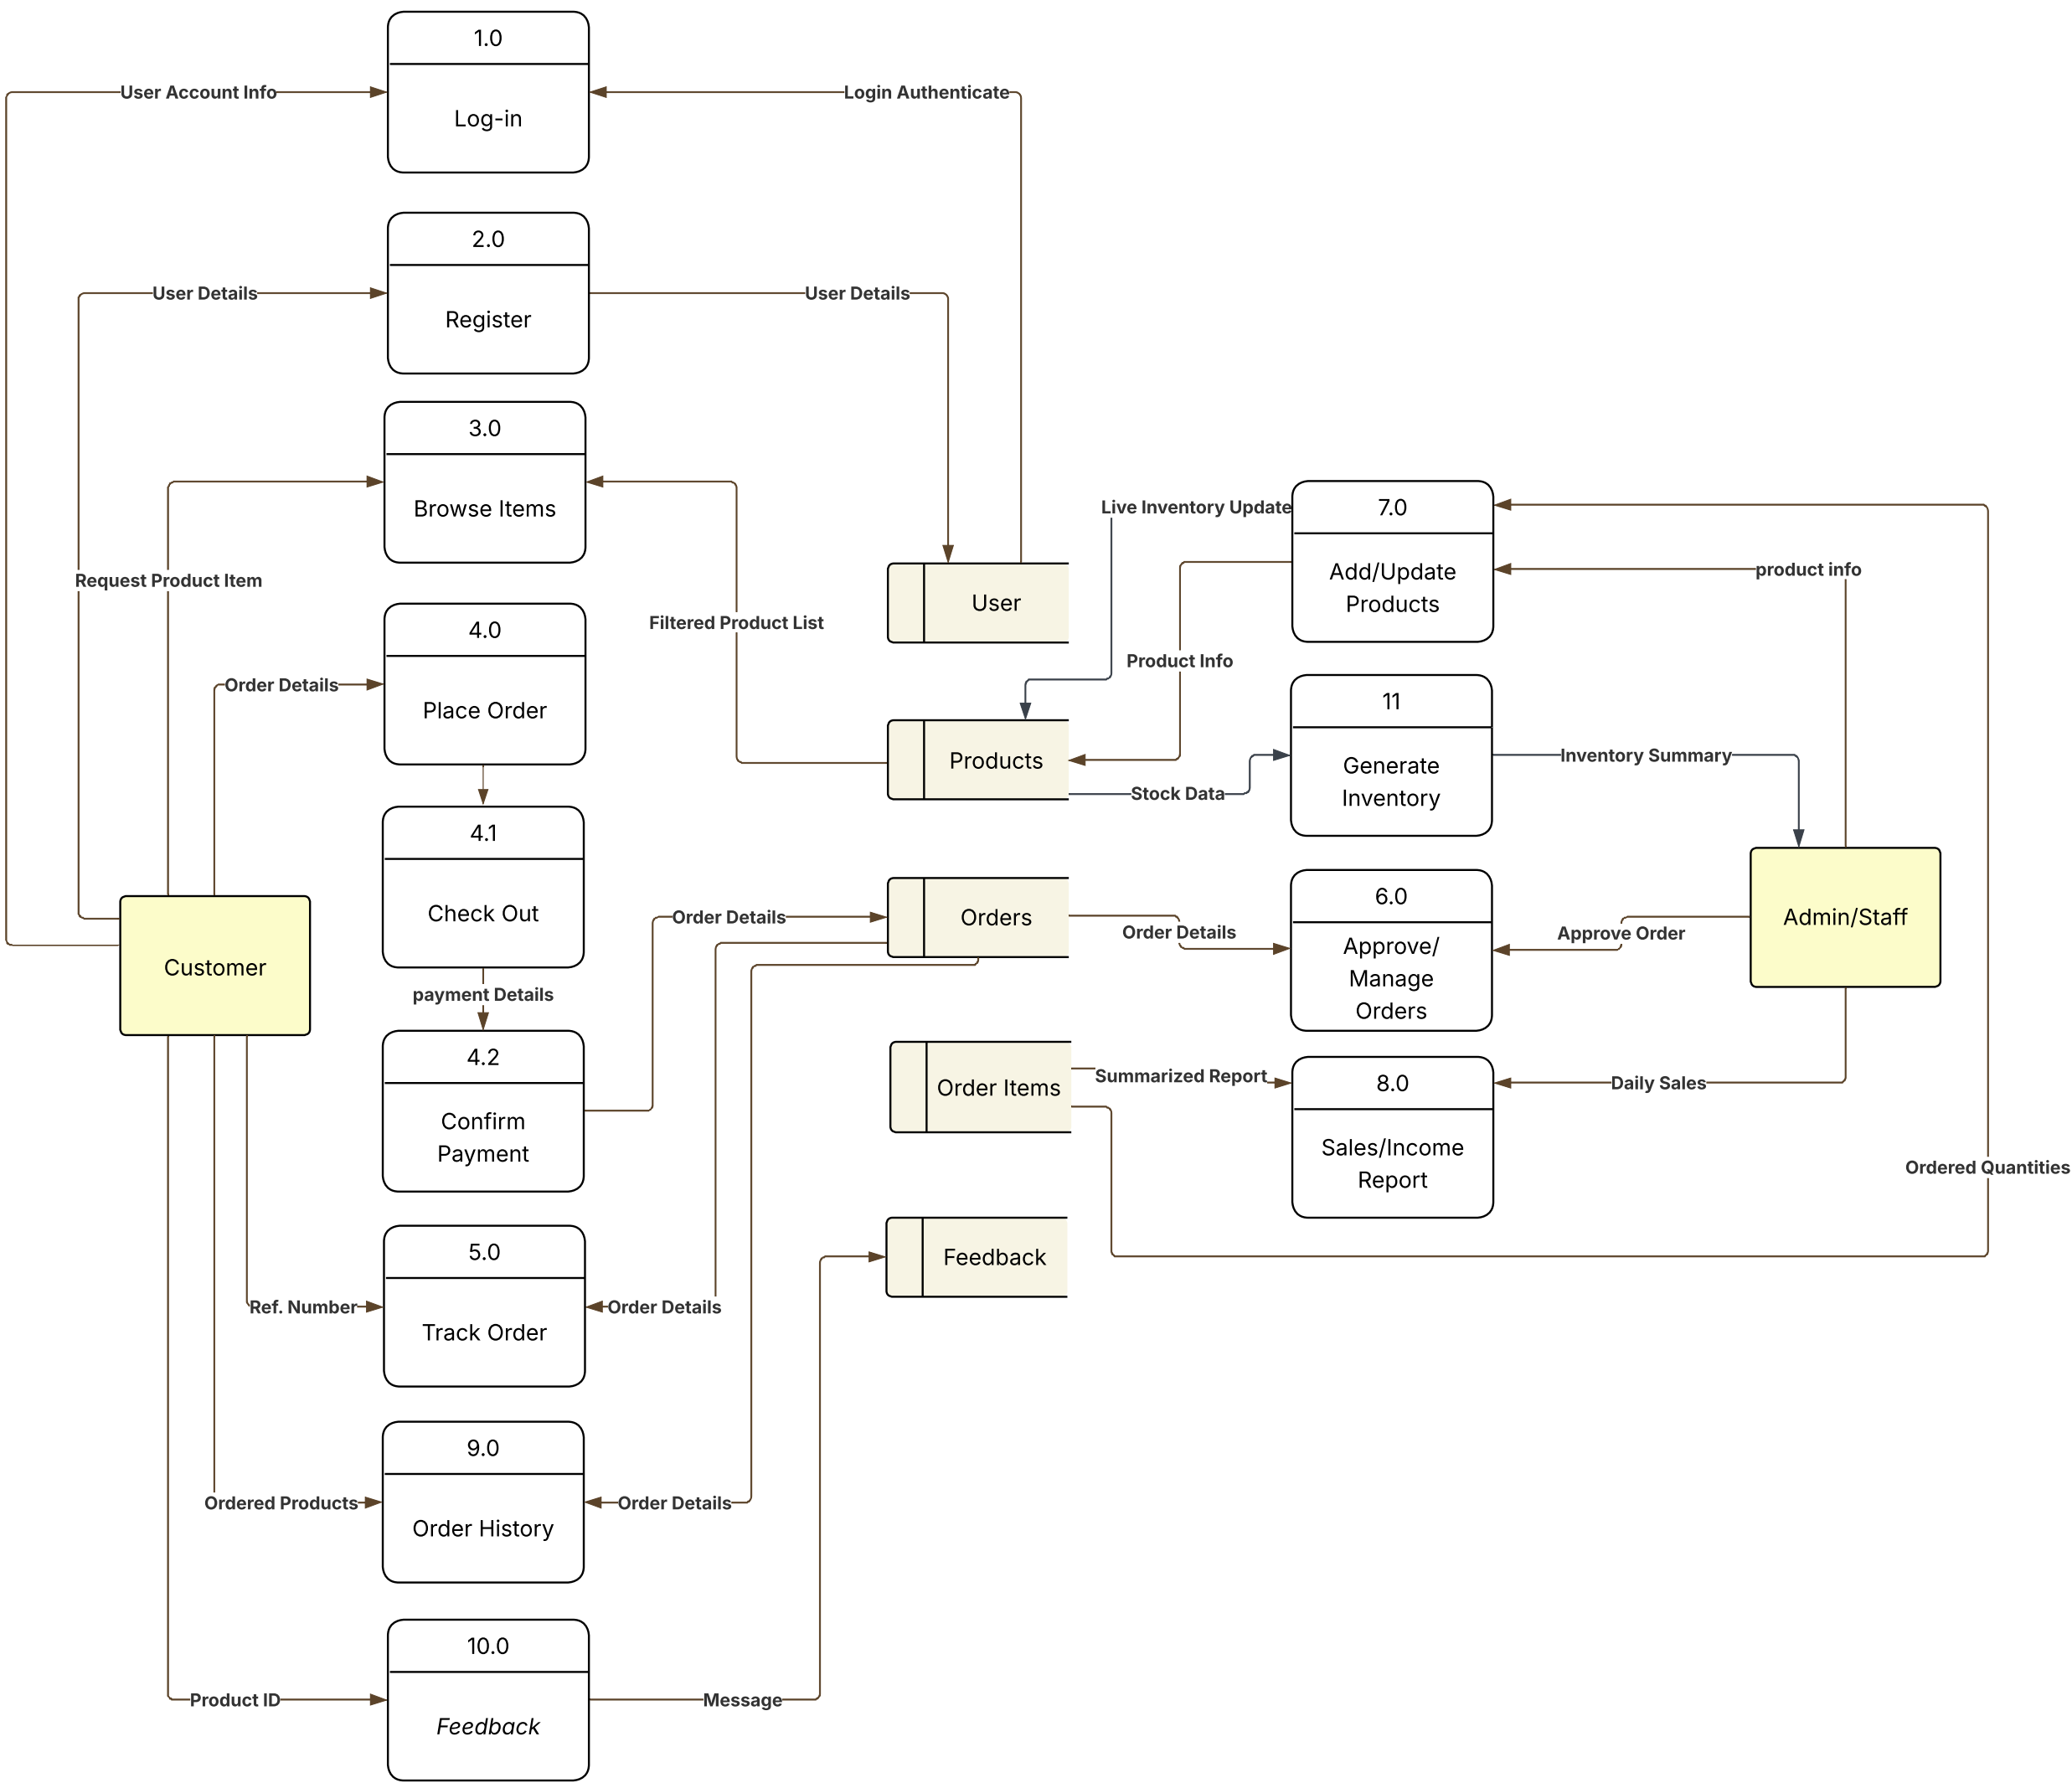 1.0
User Account Info
Login Authenticate
Log-in
2.0
User Details
User Details
Register
3.0
Browse Items
Live Inventory Update
7.0
product info
Add/Update
Products
Request Product Item
User
Filtered Product List
4.0
Product Info
Order Details
Place Order
11
Generate
Inventory
Inventory Summary
Products
Stock Data
4.1
Check Out
6.0
Approve/
Manage
Orders
Order Details
Orders
Order Details
Approve Order
Admin/Staff
Customer
payment Details
4.2
Confirm
Payment
Order Items
Summarized Report
8.0
Daily Sales
Sales/Income
Report
Ordered Quantities
5.0
Feedback
Ref. Number
Order Details
Track Order
9.0
Ordered Products
Order Details
Order History
10.0
Product ID
Message
Feedback